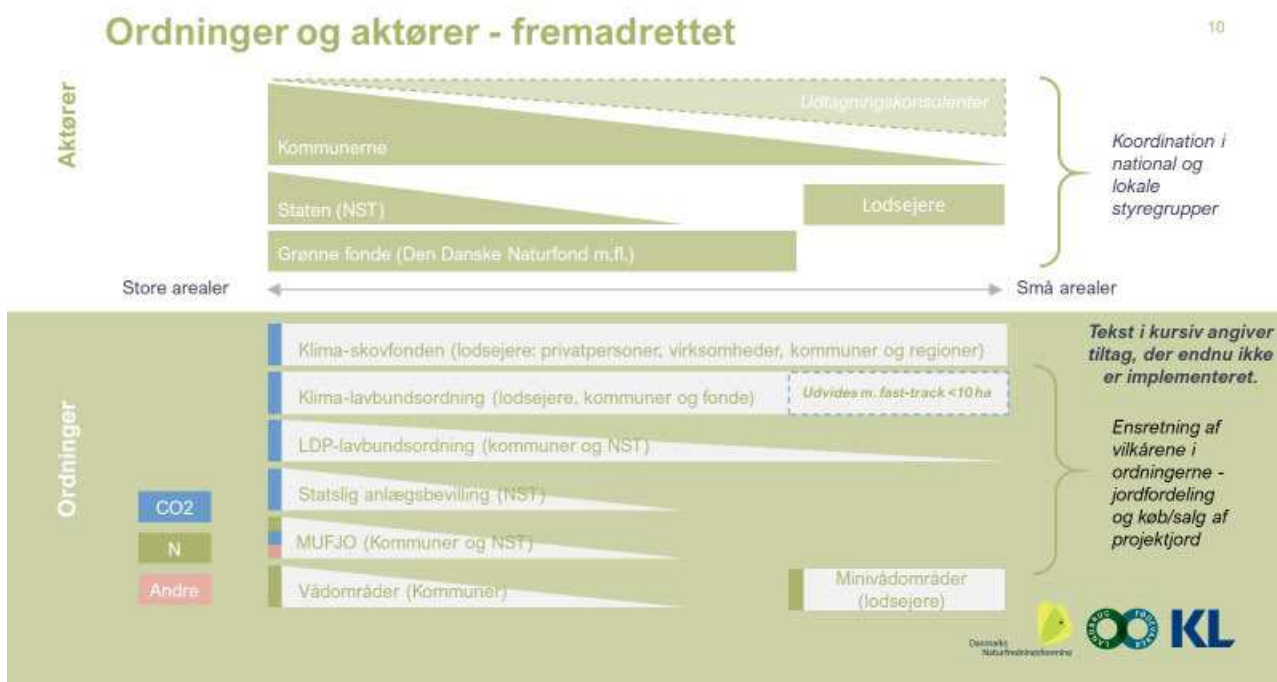 Ordninger og aktører - fremadrettet
10
Aktører
Udtagningskonsulenter
Kommunerne
Staten (NST)
Lodsejere
Grønne fonde (Den Danske Naturfond m.fl.)
Koordination i
national og
lokale
styregrupper
Store arealer
Små arealer
Ordninger
Klima-skovfonden (lodsejere: privatpersoner, virksomheder, kommuner og regioner)
Klima-lavbundsordning (lodsejere, kommuner og fonde)
Udvides m. fast-track <10 ha
LDP-lavbundsordning (kommuner og NST)
Statslig anlægsbevilling (NST)
MUFJO (Kommuner og NST)
Vådområder (Kommuner)
Minivådområder
(lodsejere)
CO2
N
Andre
Tekst i kursiv angiver
tiltag, der endnu ikke
er implementeret.
Ensretning af
vilkårene i
ordningerne -
jordfordeling
og køb/salg af
projektjord
Danmarks
Naturfredningsforening
LANDBRUG
FØDEVARER
KL